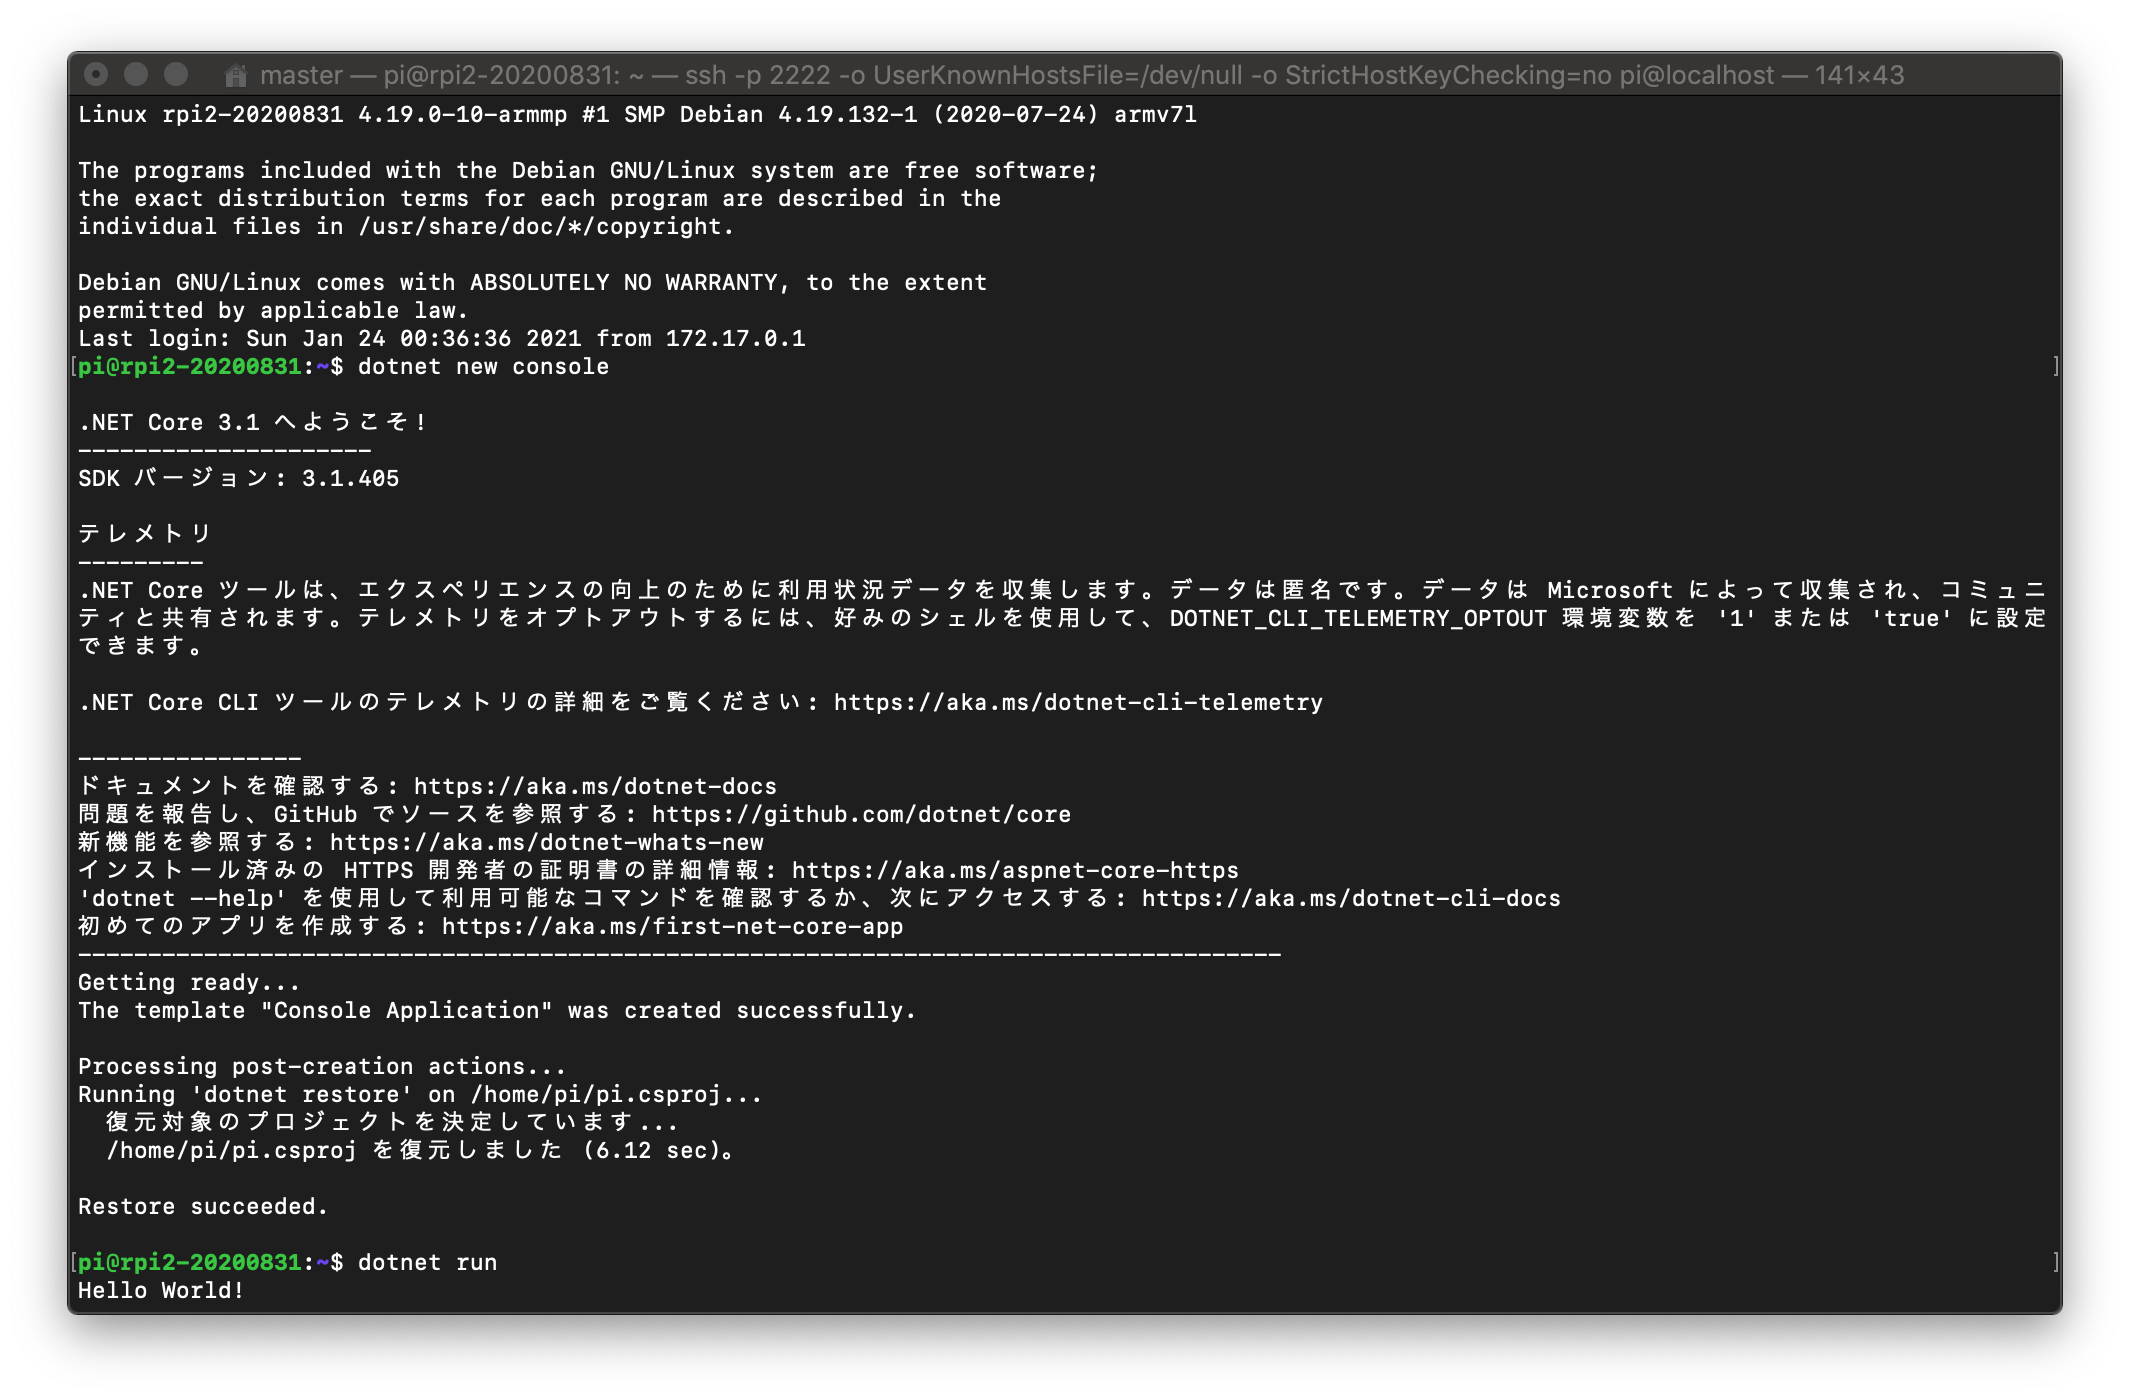 master — pi@rpi2-20200831: ~ — ssh -p 2222 -o UserKnownHostsFile=/dev/null -o StrictHostKeyChecking=no pi@localhost — 141×43
Linux rpi2-20200831 4.19.0-10-armmp #1 SMP Debian 4.19.132-1 (2020-07-24) armv7l
The programs included with the Debian GNU/Linux system are free software;
the exact distribution terms for each program are described in the
individual files in /usr/share/doc/*/copyright.
Debian GNU/Linux comes with ABSOLUTELY NO WARRANTY, to the extent
permitted by applicable law.
Last login: Sun Jan 24 00:36:36 2021 from 172.17.0.1
[pi@rpi2-20200831:~$ dotnet new console ]
.NET Core 3.1 へようこそ!
---------------------
SDK バージョン: 3.1.405
テレメトリ
---------
.NET Core ツールは、エクスペリエンスの向上のために利用状況データを収集します。データは匿名です。データは Microsoft によって収集され、コミュニ
ティと共有されます。テレメトリをオプトアウトするには、好みのシェルを使用して、DOTNET_CLI_TELEMETRY_OPTOUT 環境変数を '1' または 'true' に設定
できます。
.NET Core CLI ツールのテレメトリの詳細をご覧ください: https://aka.ms/dotnet-cli-telemetry
----------------
ドキュメントを確認する: https://aka.ms/dotnet-docs
問題を報告し、GitHub でソースを参照する: https://github.com/dotnet/core
新機能を参照する: https://aka.ms/dotnet-whats-new
インストール済みの HTTPS 開発者の証明書の詳細情報: https://aka.ms/aspnet-core-https
'dotnet --help' を使用して利用可能なコマンドを確認するか、次にアクセスする: https://aka.ms/dotnet-cli-docs
初めてのアプリを作成する: https://aka.ms/first-net-core-app
--------------------------------------------------------------------------------------
Getting ready...
The template "Console Application" was created successfully.
Processing post-creation actions...
Running 'dotnet restore' on /home/pi/pi.csproj...
復元対象のプロジェクトを決定しています...
/home/pi/pi.csproj を復元しました (6.12 sec)。
Restore succeeded.
[pi@rpi2-20200831:~$ dotnet run ]
Hello World!